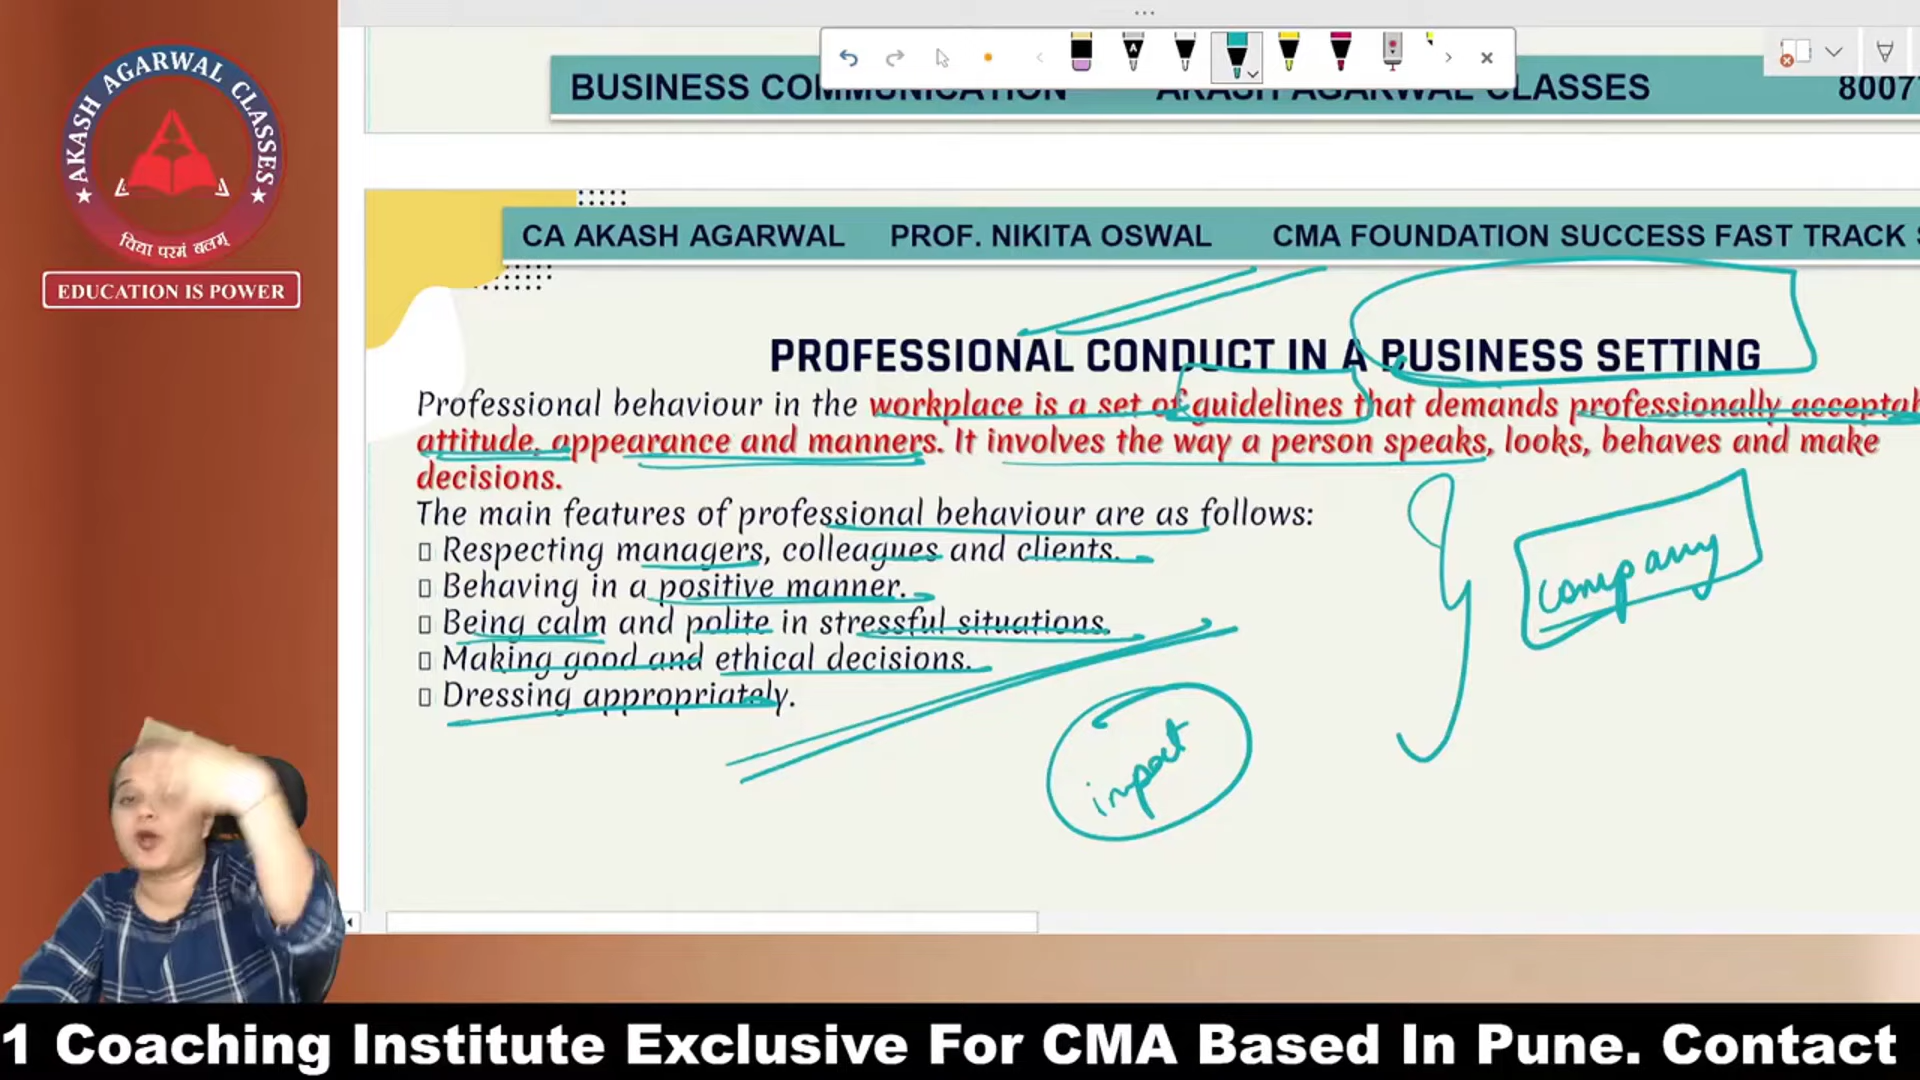 AKASH AGARWAL CLASSES
विद्या परमं बलम्
EDUCATION IS POWER
BUSINESS COMMUNICATION AKASH AGARWAL CLASSES 8007
CA AKASH AGARWAL PROF. NIKITA OSWAL CMA FOUNDATION SUCCESS FAST TRACK S
PROFESSIONAL CONDUCT IN A BUSINESS SETTING
Professional behaviour in the workplace is a set of guidelines that demands professionally acceptab
attitude, appearance and manners. It involves the way a person speaks, looks, behaves and make
decisions.
The main features of professional behaviour are as follows:
Respecting managers, colleagues and clients.
Behaving in a positive manner.
Being calm and polite in stressful situations.
Making good and ethical decisions.
Dressing appropriately.
company
impact
1 Coaching Institute Exclusive For CMA Based In Pune. Contact